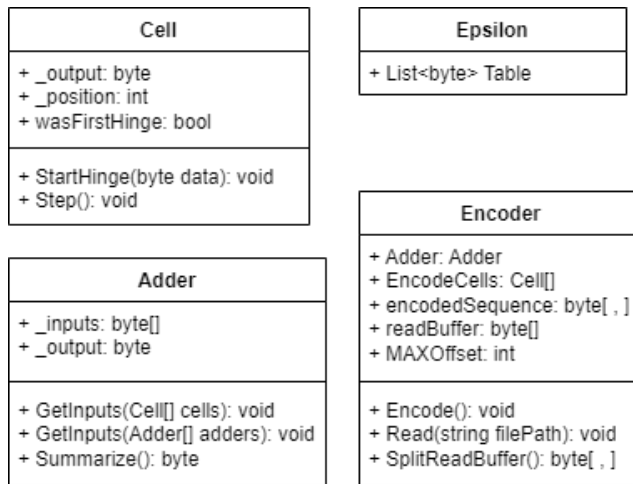 Cell
+ _output: byte
+ _position: int
+ wasFirstHinge: bool
+ StartHinge(byte data): void
+ Step(): void
Epsilon
+ List<byte> Table
Adder
+ _inputs: byte[]
+ _output: byte
+ GetInputs(Cell[] cells): void
+ GetInputs(Adder[] adders): void
+ Summarize(): byte
Encoder
+ Adder: Adder
+ EncodeCells: Cell[]
+ encodedSequence: byte[ , ]
+ readBuffer: byte[]
+ MAXOffset: int
+ Encode(): void
+ Read(string filePath): void
+ SplitReadBuffer(): byte[ , ]